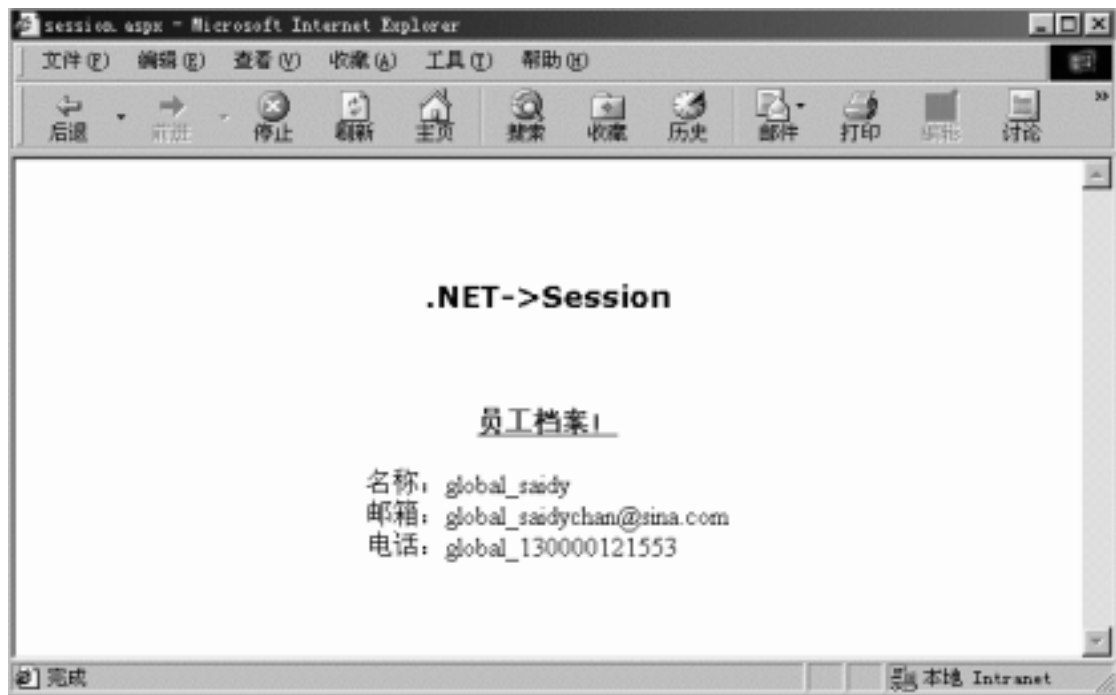 session.aspx - Microsoft Internet Explorer
文件(F) 编辑(E) 查看(V) 收藏(A) 工具(T) 帮助(H)
后退 前进 停止 刷新 主页 搜索 收藏 历史 邮件 打印 编辑 讨论 »
.NET->Session
员工档案!
名称: global_saidy
邮箱: global_saidychan@sina.com
电话: global_130000121553
完成 本地 Intranet